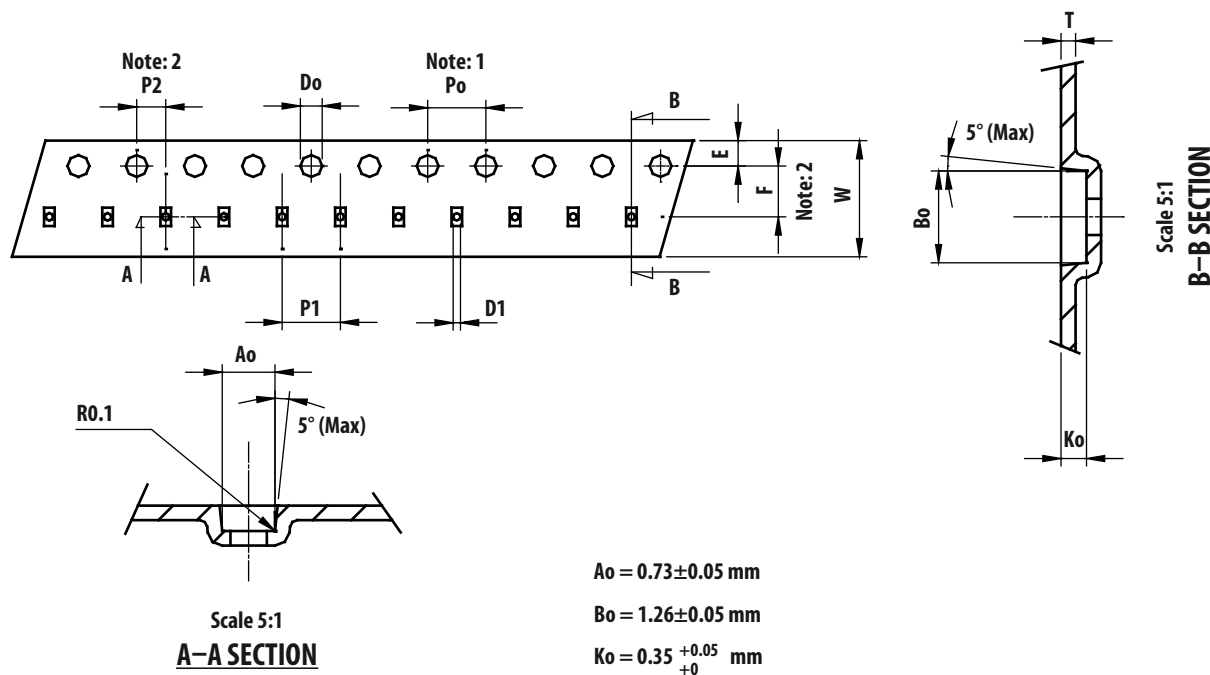 Note: 2
P2
Do
Note: 1
Po
B
E
F
Note: 2
W
A
A
P1
D1
B
T
5° (Max)
Bo
Ko
Scale 5:1
B–B SECTION
Ao
R0.1
5° (Max)
Scale 5:1
A–A SECTION
Ao = 0.73±0.05 mm
Bo = 1.26±0.05 mm
Ko = 0.35 +0.05 +0 mm